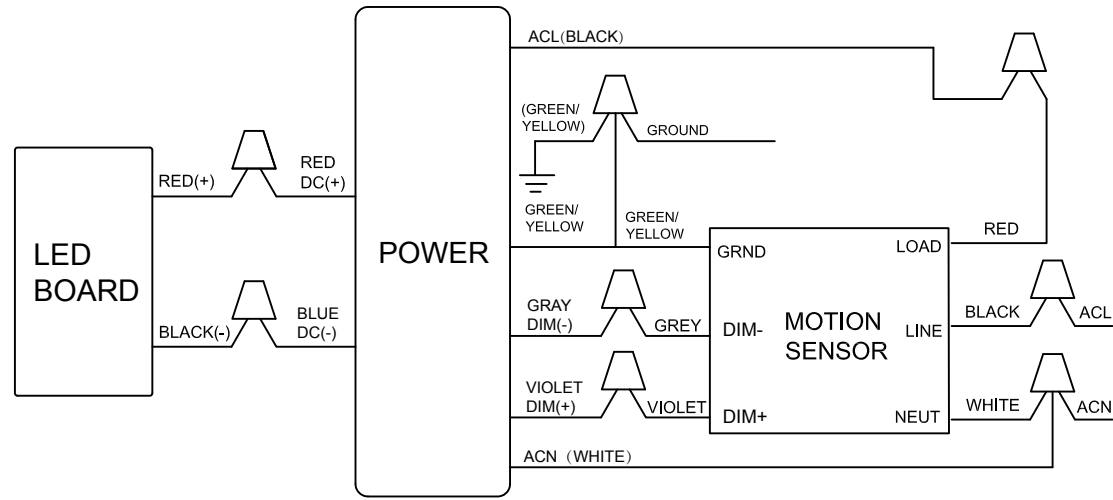 ACL(BLACK)
(GREEN/
YELLOW)
GROUND
RED(+)
RED
DC(+)
GREEN/
YELLOW
GREEN/
YELLOW
LED
BOARD
POWER
GRND
LOAD
RED
BLACK(-)
BLUE
DC(-)
GRAY
DIM(-)
GREY
DIM-
MOTION
SENSOR
LINE
BLACK
ACL
VIOLET
DIM(+)
VIOLET
DIM+
NEUT
WHITE
ACN
ACN (WHITE)